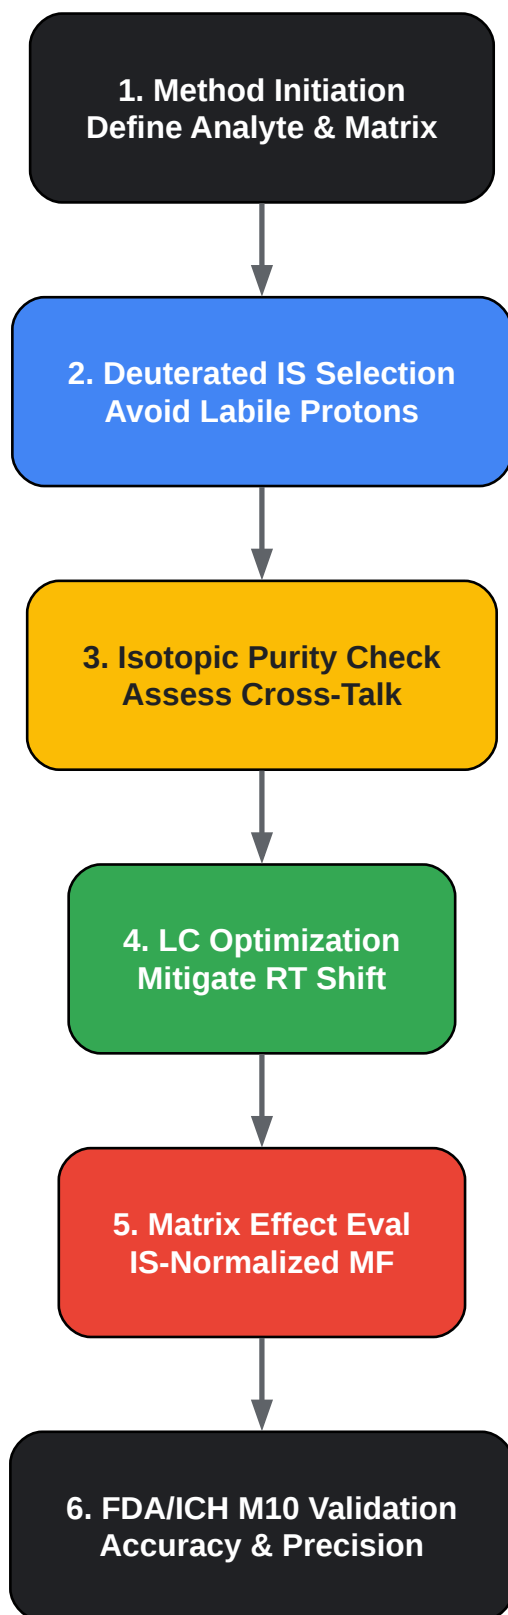 1. Method Initiation
Define Analyte & Matrix
2. Deuterated IS Selection
Avoid Labile Protons
3. Isotopic Purity Check
Assess Cross-Talk
4. LC Optimization
Mitigate RT Shift
5. Matrix Effect Eval
IS-Normalized MF
6. FDA/ICH M10 Validation
Accuracy & Precision